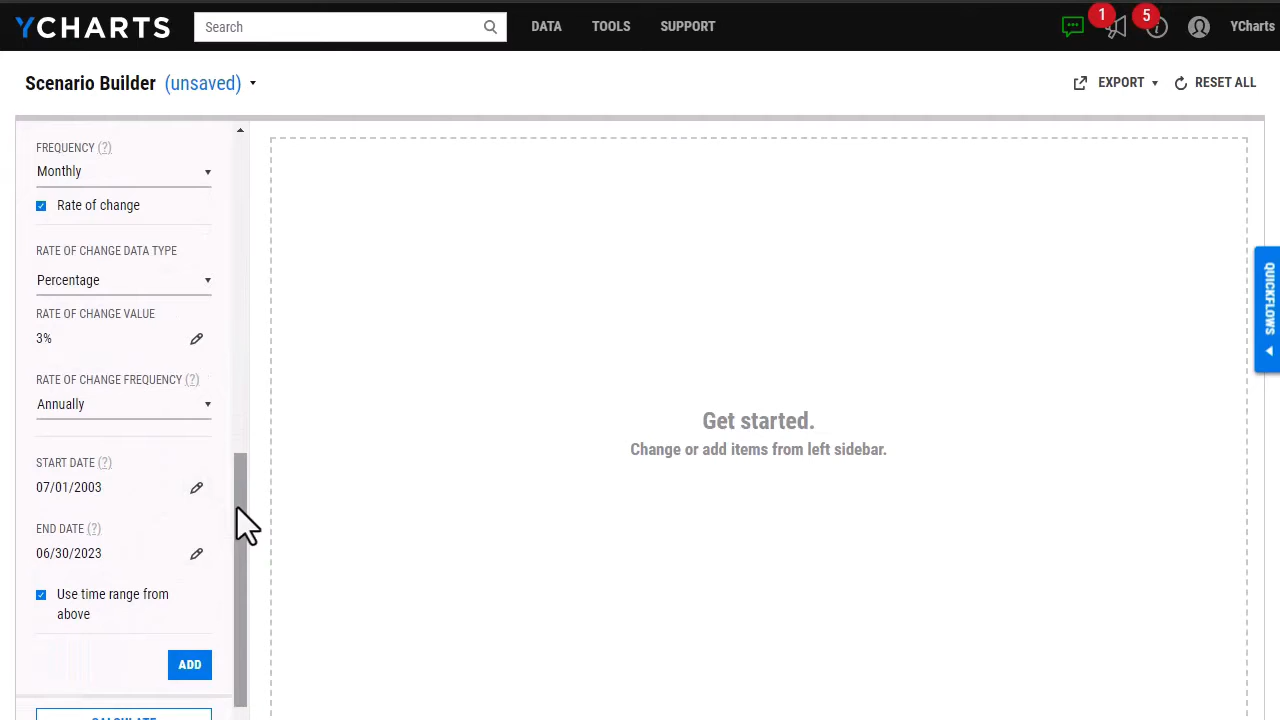 YCHARTS
Search
DATA
TOOLS
SUPPORT
1
5
YCharts
Scenario Builder (unsaved)
EXPORT
RESET ALL
FREQUENCY (?)
Monthly
Rate of change
RATE OF CHANGE DATA TYPE
Percentage
RATE OF CHANGE VALUE
3%
RATE OF CHANGE FREQUENCY (?)
Annually
START DATE (?)
07/01/2003
END DATE (?)
06/30/2023
Use time range from
above
ADD
CALCULATE
Get started.
Change or add items from left sidebar.
QUICKFLOWS